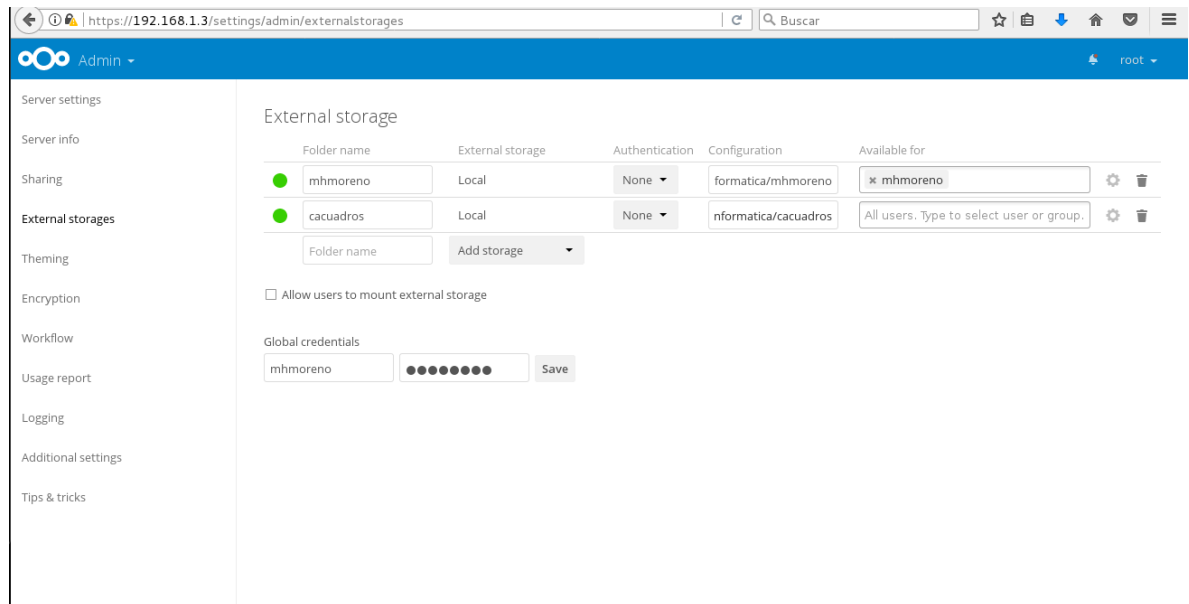 https://192.168.1.3/settings/admin/externalstorages Buscar
Admin root
Server settings
Server info
Sharing
External storages
Theming
Encryption
Workflow
Usage report
Logging
Additional settings
Tips & tricks
External storage
Folder name External storage Authentication Configuration Available for
mhmoreno Local None formatica/mhmoreno mhmoreno
cacuadros Local None nformatica/cacuadros All users. Type to select user or group.
Folder name Add storage
Allow users to mount external storage
Global credentials
mhmoreno Save